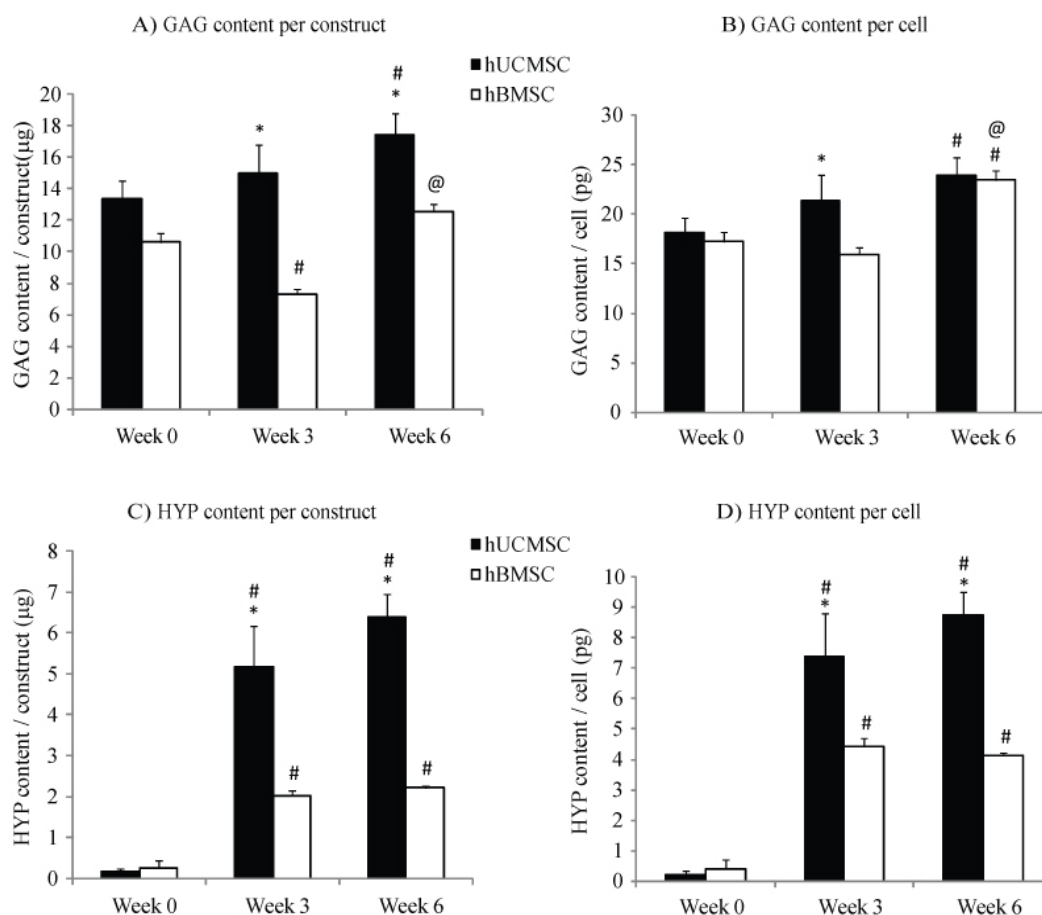 A) GAG content per construct
hUCMSC
hBMSC
GAG content / construct(µg)
20
18
16
14
12
10
8
6
4
2
0
*
#
#
*
@
Week 0
Week 3
Week 6
B) GAG content per cell
GAG content / cell (pg)
30
25
20
15
10
5
0
*
#
@
#
Week 0
Week 3
Week 6
C) HYP content per construct
hUCMSC
hBMSC
HYP content / construct (µg)
8
7
6
5
4
3
2
1
0
#
*
#
#
*
#
Week 0
Week 3
Week 6
D) HYP content per cell
HYP content / cell (pg)
10
9
8
7
6
5
4
3
2
1
0
#
*
#
#
*
#
Week 0
Week 3
Week 6